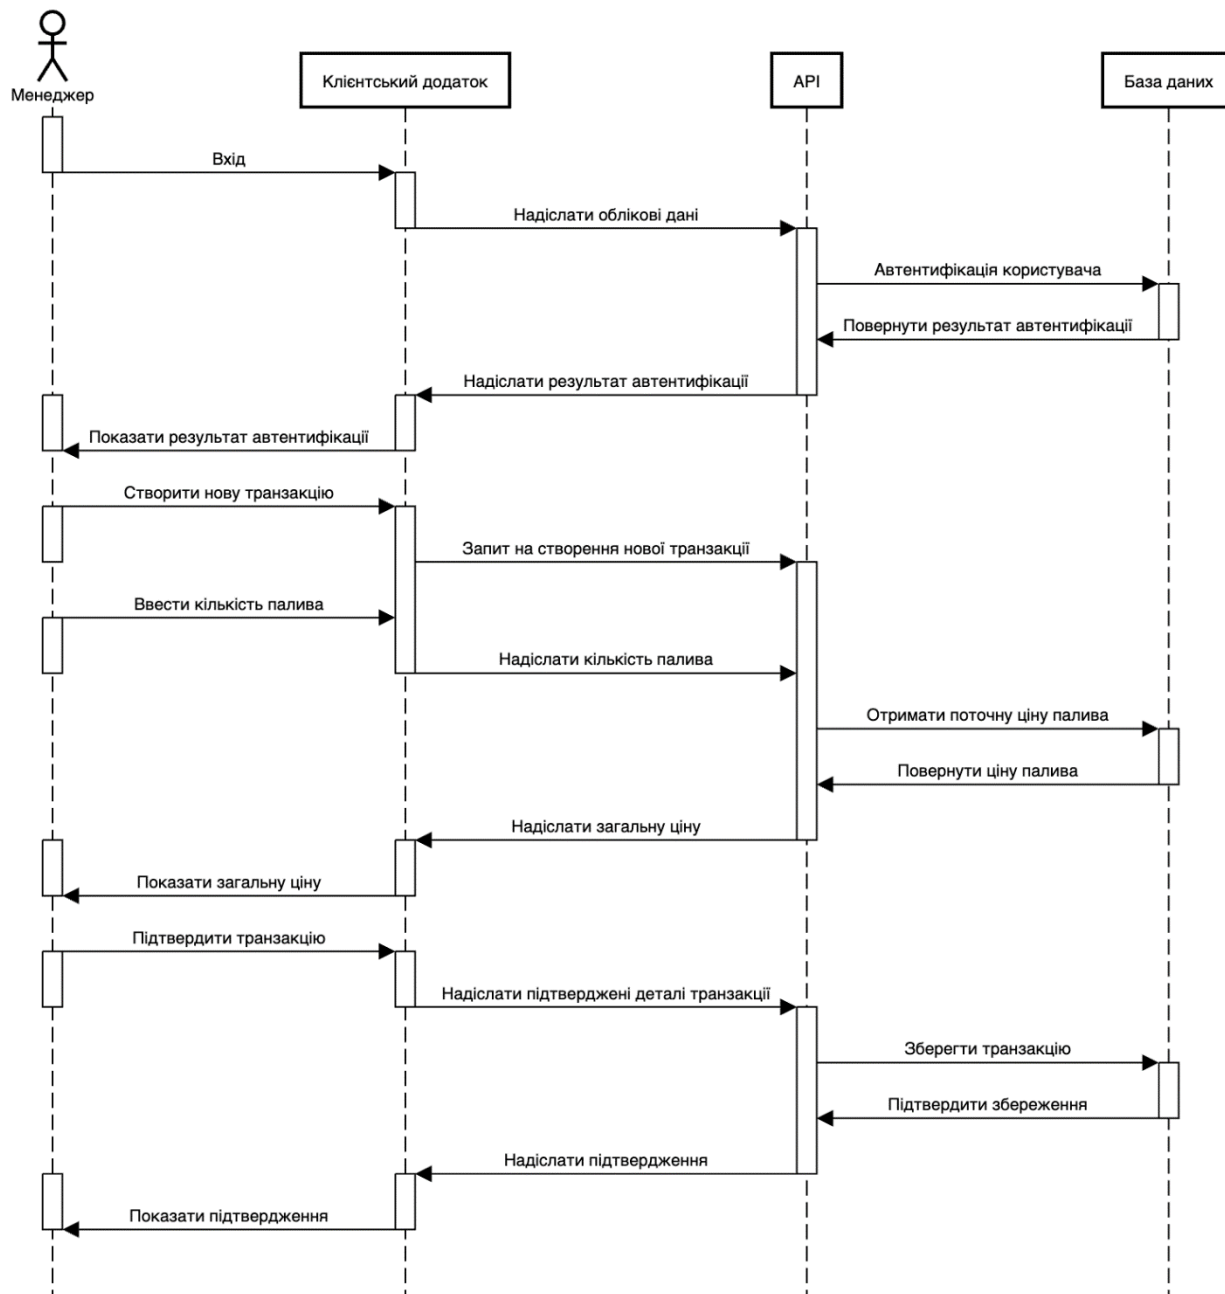 Менеджер
Клієнтський додаток
API
База даних
Вхід
Надіслати облікові дані
Автентифікація користувача
Повернути результат автентифікації
Надіслати результат автентифікації
Показати результат автентифікації
Створити нову транзакцію
Запит на створення нової транзакції
Ввести кількість палива
Надіслати кількість палива
Отримати поточну ціну палива
Повернути ціну палива
Надіслати загальну ціну
Показати загальну ціну
Підтвердити транзакцію
Надіслати підтверджені деталі транзакції
Зберегти транзакцію
Підтвердити збереження
Надіслати підтвердження
Показати підтвердження